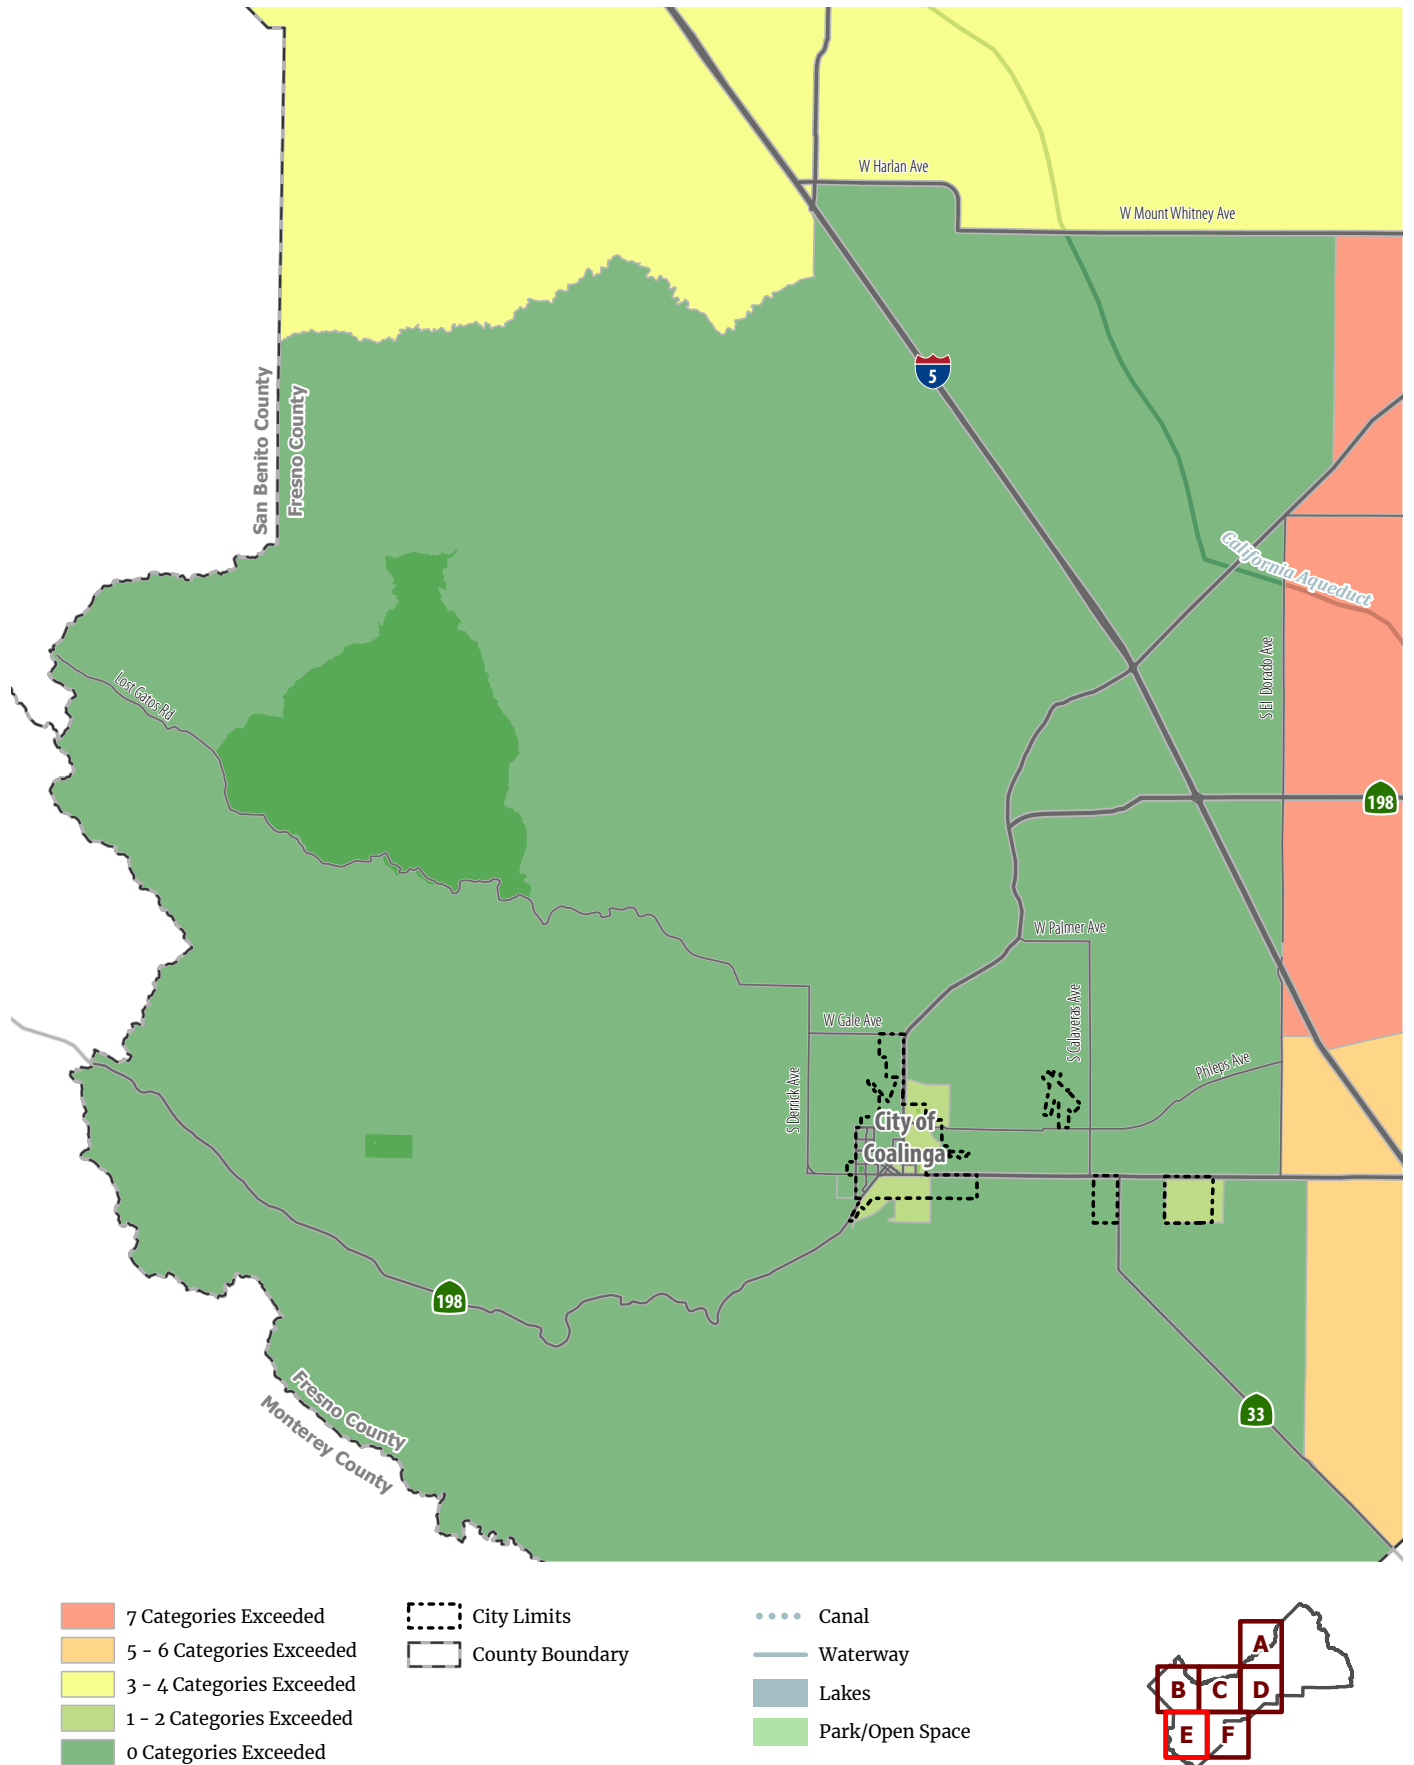 W Harlan Ave
W Mount Whitney Ave
5
San Benito County
Fresno County
California Aqueduct
Lost Gatos Rd
S El Dorado Ave
198
W Palmer Ave
W Gale Ave
S Calaveras Ave
Phleps Ave
S Derrick Ave
City of
Coalinga
198
Fresno County
Monterey County
33
7 Categories Exceeded
5 - 6 Categories Exceeded
3 - 4 Categories Exceeded
1 - 2 Categories Exceeded
0 Categories Exceeded
City Limits
County Boundary
Canal
Waterway
Lakes
Park/Open Space
A
B
C
D
E
F